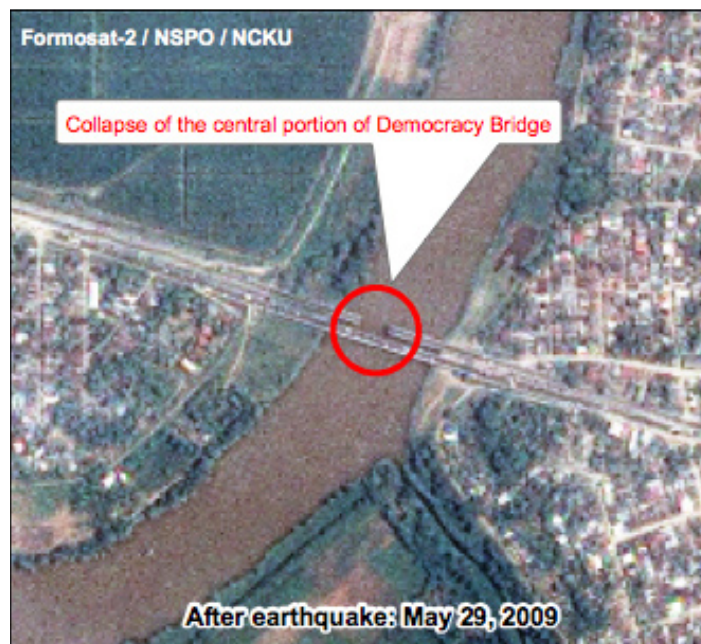 Formosat-2 / NSPO / NCKU
Collapse of the central portion of Democracy Bridge
After earthquake: May 29, 2009